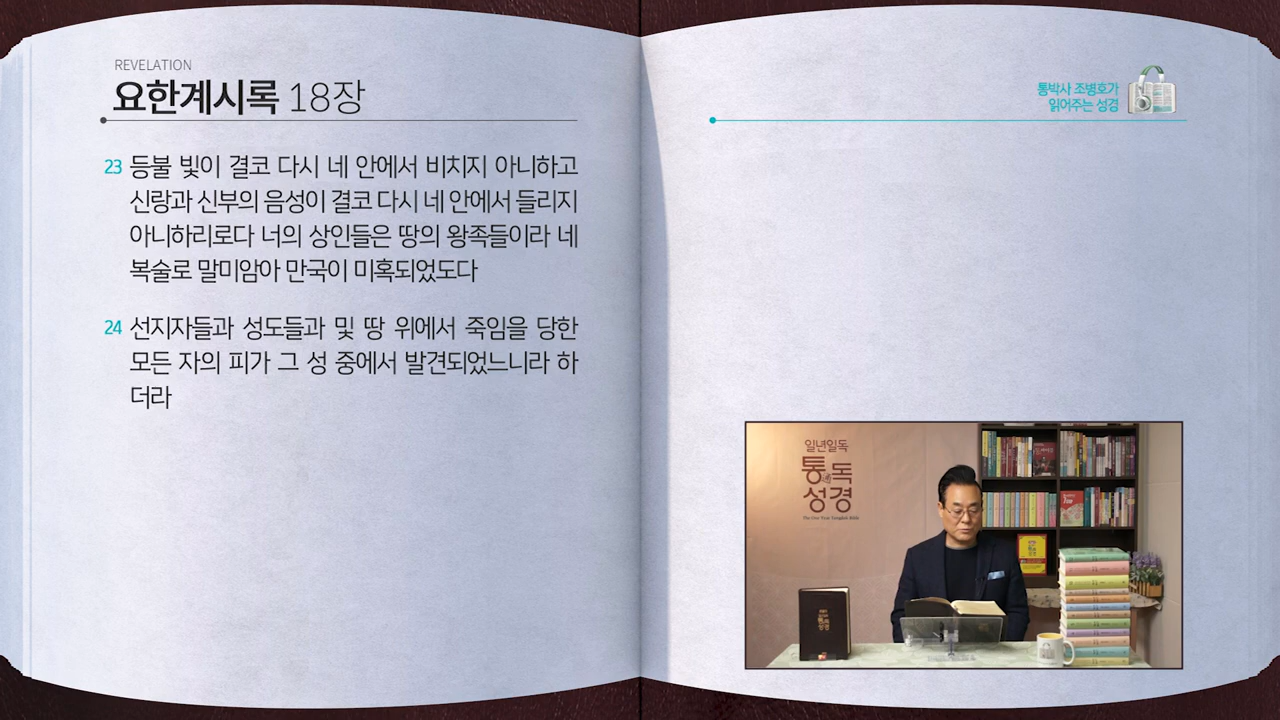 REVELATION
요한계시록 18장
23 등불 빛이 결코 다시 네 안에서 비치지 아니하고
신랑과 신부의 음성이 결코 다시 네 안에서 들리지
아니하리로다 너의 상인들은 땅의 왕족들이라 네
복술로 말미암아 만국이 미혹되었도다
24 선지자들과 성도들과 및 땅 위에서 죽임을 당한
모든 자의 피가 그 성 중에서 발견되었느니라 하
더라
통박사 조병호가
읽어주는 성경
일년일독
통독
성경
The One Year Tongdok Bible